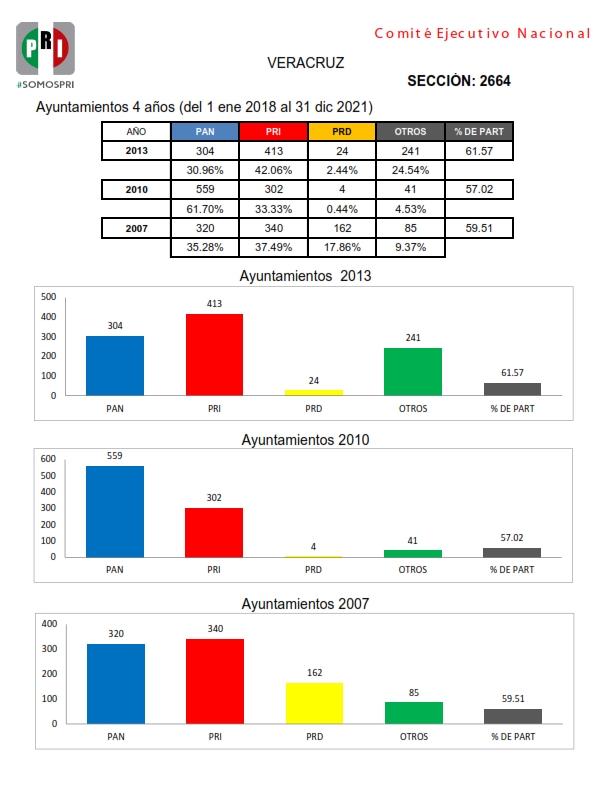 Comité Ejecutivo Nacional
PRI
#SOMOSPRI
VERACRUZ
SECCIÓN: 2664
Ayuntamientos 4 años (del 1 ene 2018 al 31 dic 2021)
AÑO PAN PRI PRD OTROS % DE PART
2013 304 413 24 241 61.57
30.96% 42.06% 2.44% 24.54%
2010 559 302 4 41 57.02
61.70% 33.33% 0.44% 4.53%
2007 320 340 162 85 59.51
35.28% 37.49% 17.86% 9.37%
Ayuntamientos 2013
500
400
300
200
100
0
304 413 24 241 61.57
PAN PRI PRD OTROS % DE PART
Ayuntamientos 2010
600
500
400
300
200
100
0
559 302 4 41 57.02
PAN PRI PRD OTROS % DE PART
Ayuntamientos 2007
400
300
200
100
0
320 340 162 85 59.51
PAN PRI PRD OTROS % DE PART